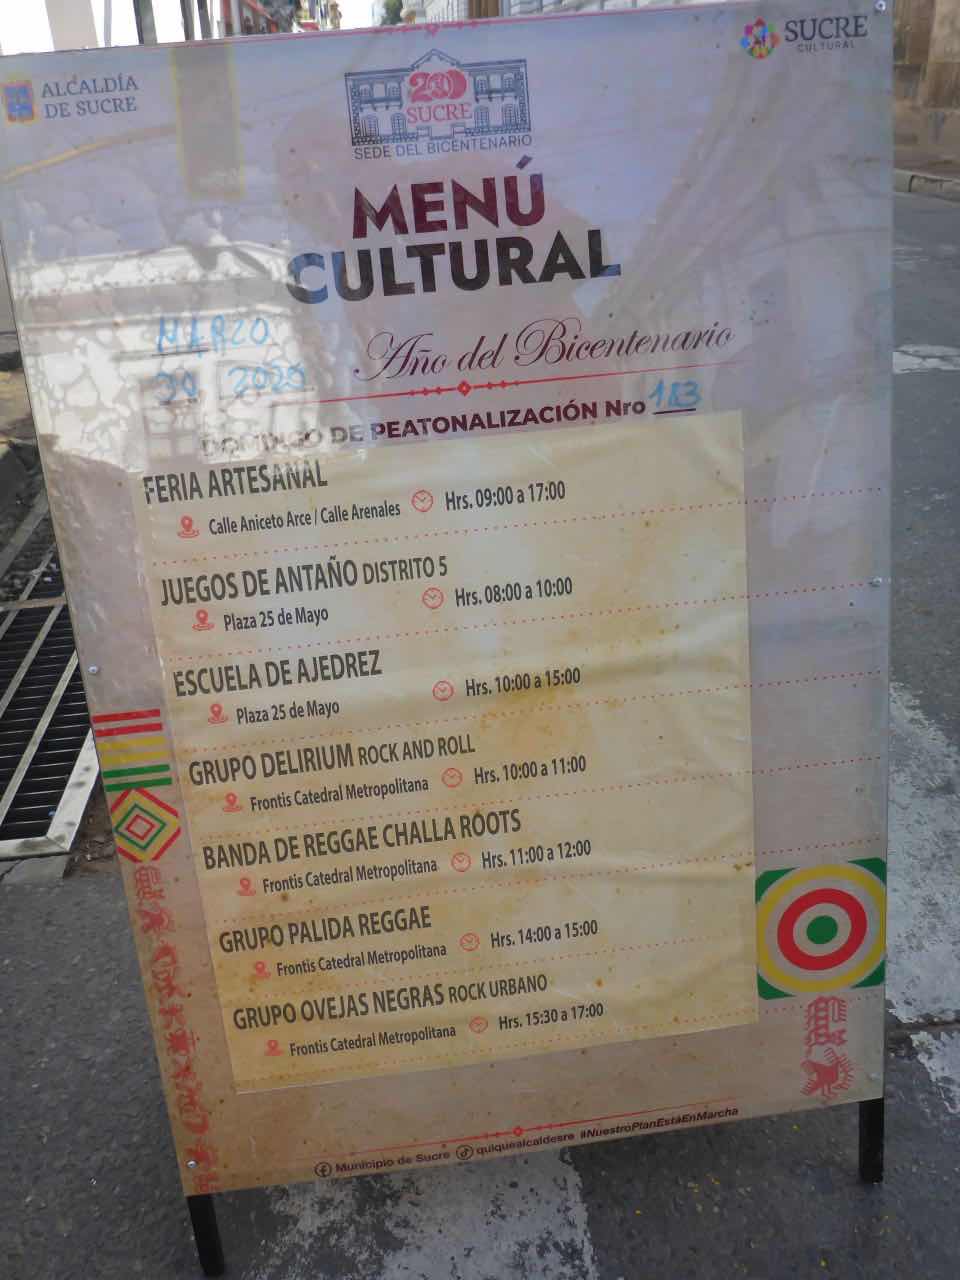 ALCALDÍA
DE SUCRE
SUCRE
CULTURAL
200
SUCRE
SEDE DEL BICENTENARIO
MENÚ
CULTURAL
MARZO
30 2025
Año del Bicentenario
DOMINGO DE PEATONALIZACIÓN Nro 183
FERIA ARTESANAL
Calle Aniceto Arce / Calle Arenales Hrs. 09:00 a 17:00
JUEGOS DE ANTAÑO DISTRITO 5
Plaza 25 de Mayo Hrs. 08:00 a 10:00
ESCUELA DE AJEDREZ
Plaza 25 de Mayo Hrs. 10:00 a 15:00
GRUPO DELIRIUM ROCK AND ROLL
Frontis Catedral Metropolitana Hrs. 10:00 a 11:00
BANDA DE REGGAE CHALLA ROOTS
Frontis Catedral Metropolitana Hrs. 11:00 a 12:00
GRUPO PALIDA REGGAE
Frontis Catedral Metropolitana Hrs. 14:00 a 15:00
GRUPO OVEJAS NEGRAS ROCK URBANO
Frontis Catedral Metropolitana Hrs. 15:30 a 17:00
Municipio de Sucre quiquealcaldesre #NuestroPlanEstáEnMarcha